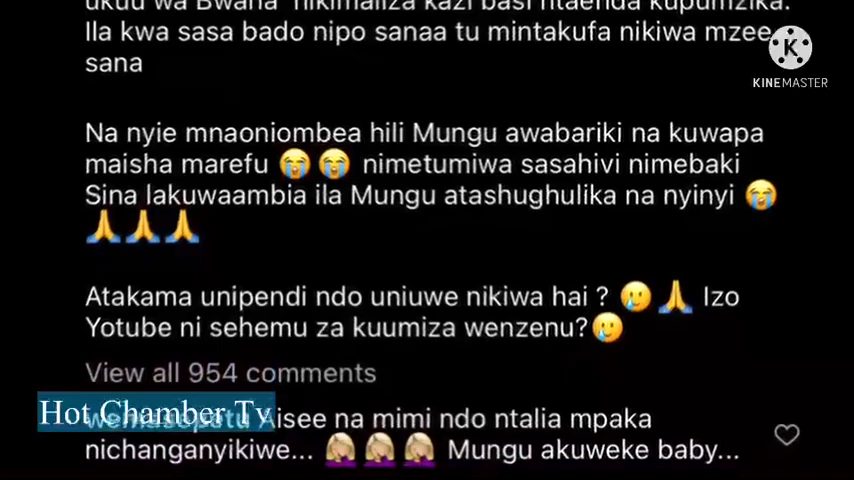 ukuu wa Bwana nikimaliza kazi basi ntaenda kupumzika.
Ila kwa sasa bado nipo sanaa tu mintakufa nikiwa mzee
sana
KINEMASTER
Na nyie mnaoniombea hili Mungu awabariki na kuwapa
maisha marefu 😭😭 nimetumiwa sasahivi nimebaki
Sina lakuwaambia ila Mungu atashughulika na nyinyi 😭
🙏🙏🙏
Atakama unipendi ndo uniuwe nikiwa hai ? 🥲🙏 Izo
Yotube ni sehemu za kuumiza wenzenu?🥲
View all 954 comments
Hot Chamber Tv
wemasepetu Aisee na mimi ndo ntalia mpaka
nichanganyikiwe... 🤦🏼‍♀️🤦🏼‍♀️🤦🏼‍♀️ Mungu akuweke baby...